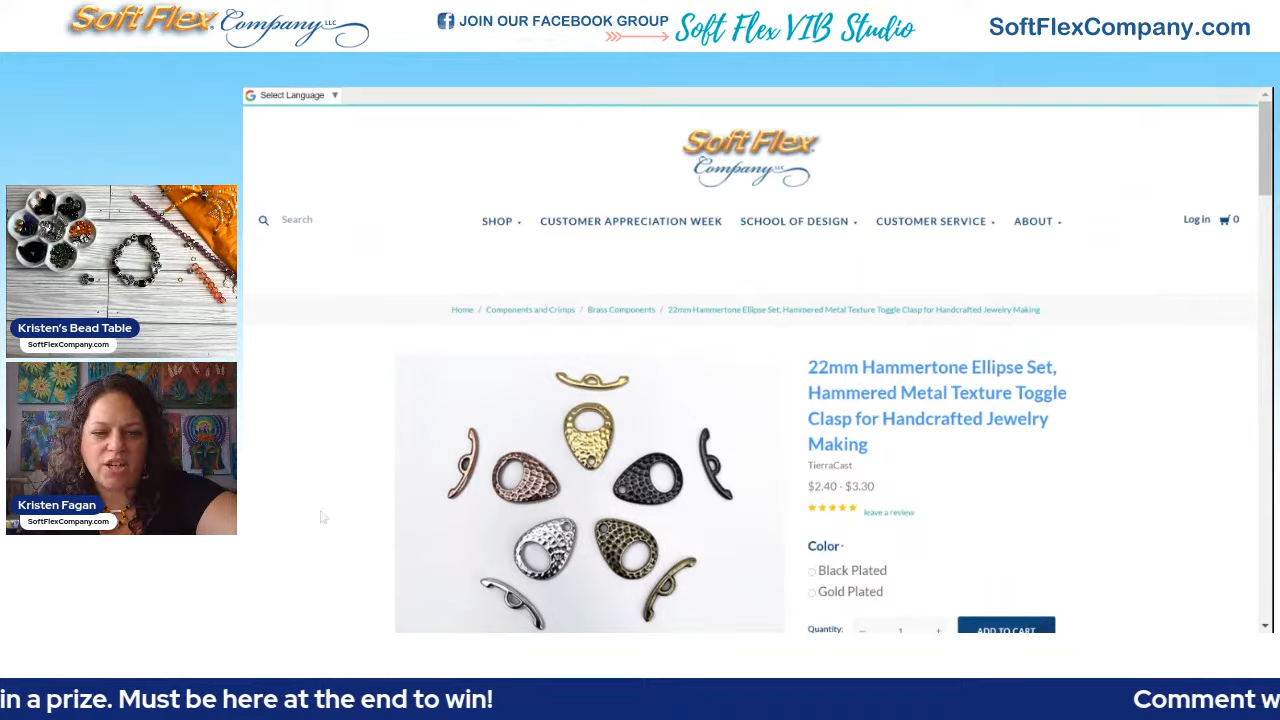 Soft Flex Company LLC
JOIN OUR FACEBOOK GROUP
Soft Flex VIB Studio
SoftFlexCompany.com
Select Language ▼
Soft Flex
Company LLC
Search
SHOP CUSTOMER APPRECIATION WEEK SCHOOL OF DESIGN CUSTOMER SERVICE ABOUT
Log in 0
Home / Components and Crimps / Brass Components / 22mm Hammertone Ellipse Set, Hammered Metal Texture Toggle Clasp for Handcrafted Jewelry Making
Kristen's Bead Table
SoftFlexCompany.com
Kristen Fagan
SoftFlexCompany.com
22mm Hammertone Ellipse Set,
Hammered Metal Texture Toggle
Clasp for Handcrafted Jewelry
Making
TierraCast
$2.40 - $3.30
leave a review
Color
Black Plated
Gold Plated
Quantity: − 1 + ADD TO CART
in a prize. Must be here at the end to win! Comment w